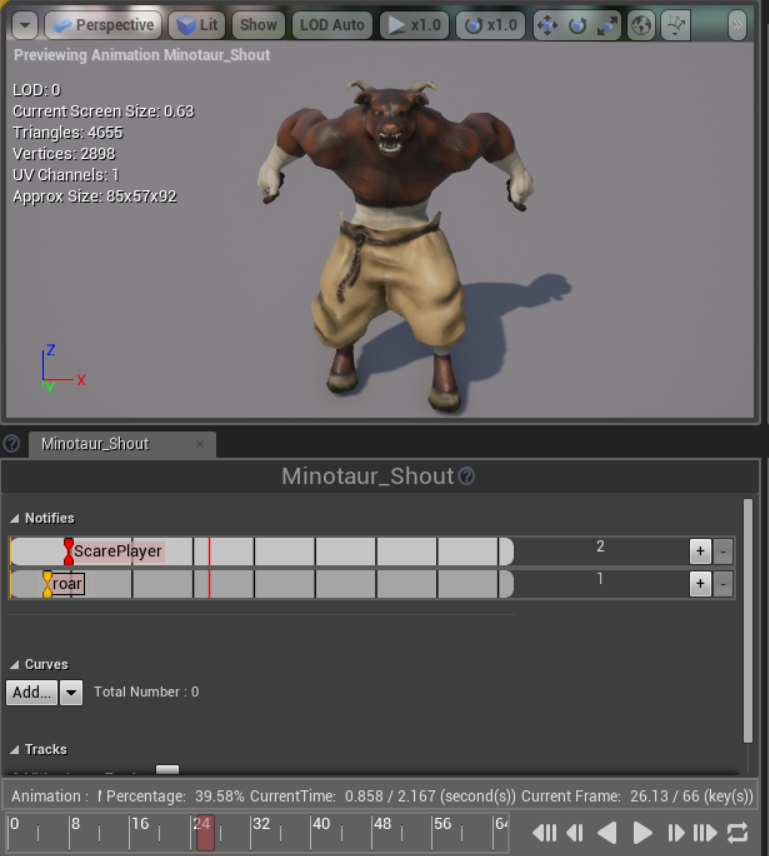 Perspective Lit Show LOD Auto x1.0 x1.0
Previewing Animation Minotaur_Shout
LOD: 0
Current Screen Size: 0.63
Triangles: 4655
Vertices: 2898
UV Channels: 1
Approx Size: 85x57x92
Z
X
Y
Minotaur_Shout
Minotaur_Shout
Notifies
ScarePlayer 2 + -
roar 1 + -
Curves
Add... Total Number : 0
Tracks
Animation : Percentage: 39.58% CurrentTime: 0.858 / 2.167 (second(s)) Current Frame: 26.13 / 66 (key(s))
0 8 16 24 32 40 48 56 64